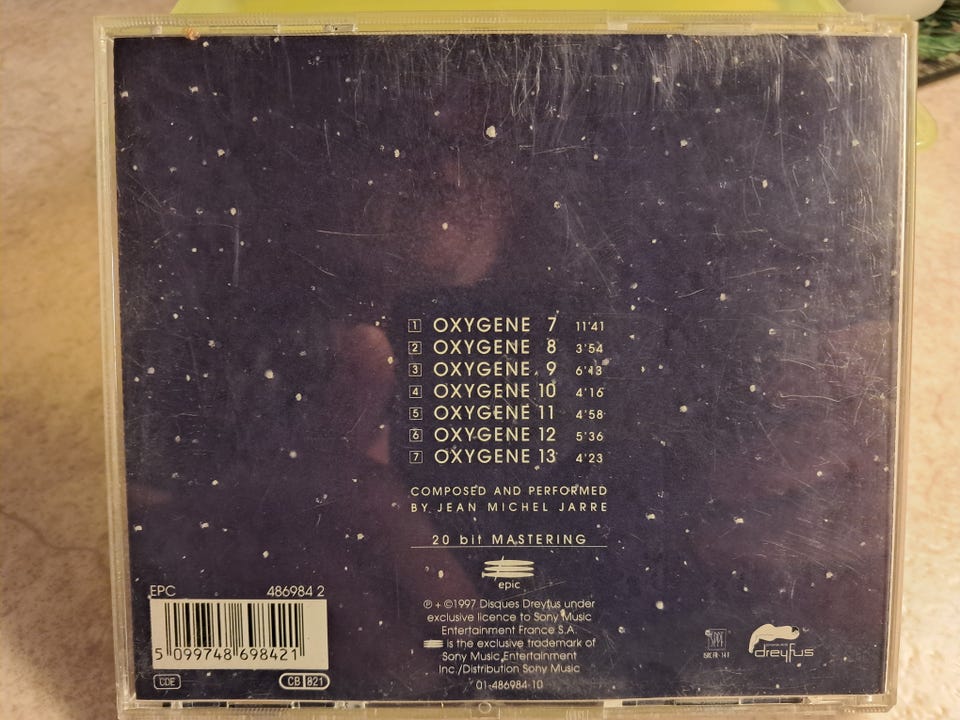 1 OXYGENE 7 11'41
2 OXYGENE 8 3'54
3 OXYGENE 9 6'13
4 OXYGENE 10 4'16
5 OXYGENE 11 4'58
6 OXYGENE 12 5'36
7 OXYGENE 13 4'23
COMPOSED AND PERFORMED
BY JEAN MICHEL JARRE
20 bit MASTERING
epic
℗ + ©1997 Disques Dreyfus under
exclusive licence to Sony Music
Entertainment France S.A.
is the exclusive trademark of
Sony Music Entertainment
Inc./Distribution Sony Music
01-486984-10
EPC 486984 2
5 099748 698421
CDE CB 821
dreyfus